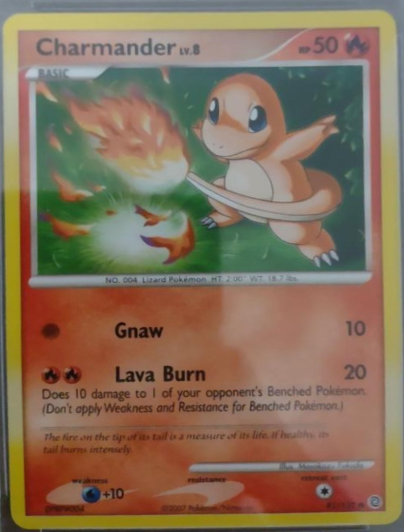 Charmander LV.8 HP 50
BASIC
NO. 004 Lizard Pokémon HT: 2'00" WT: 18.7 lbs.
Gnaw 10
Lava Burn 20
Does 10 damage to 1 of your opponent's Benched Pokémon.
(Don't apply Weakness and Resistance for Benched Pokémon.)
The fire on the tip of its tail is a measure of its life. If healthy, its
tail burns intensely.
Illus.
weakness resistance retreat cost
+10
©2007 Pokémon